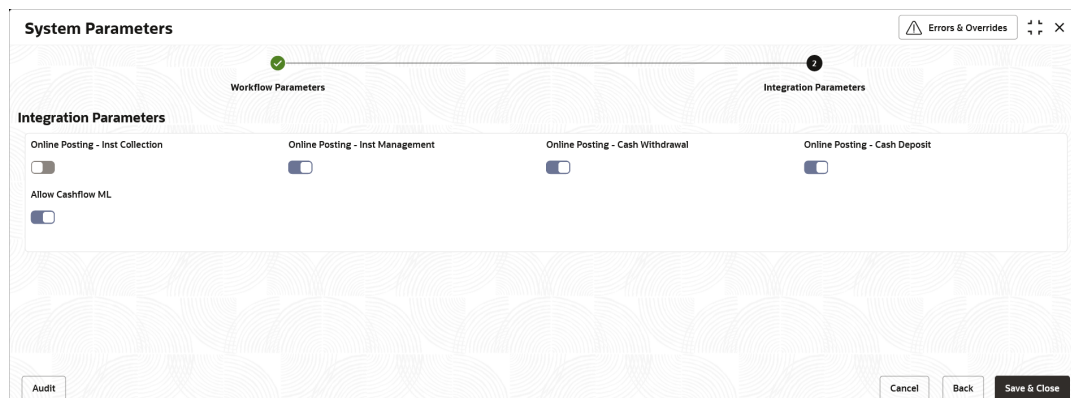 System Parameters
Errors & Overrides
2
Workflow Parameters
Integration Parameters
Integration Parameters
Online Posting - Inst Collection
Online Posting - Inst Management
Online Posting - Cash Withdrawal
Online Posting - Cash Deposit
Allow Cashflow ML
Audit
Cancel
Back
Save & Close